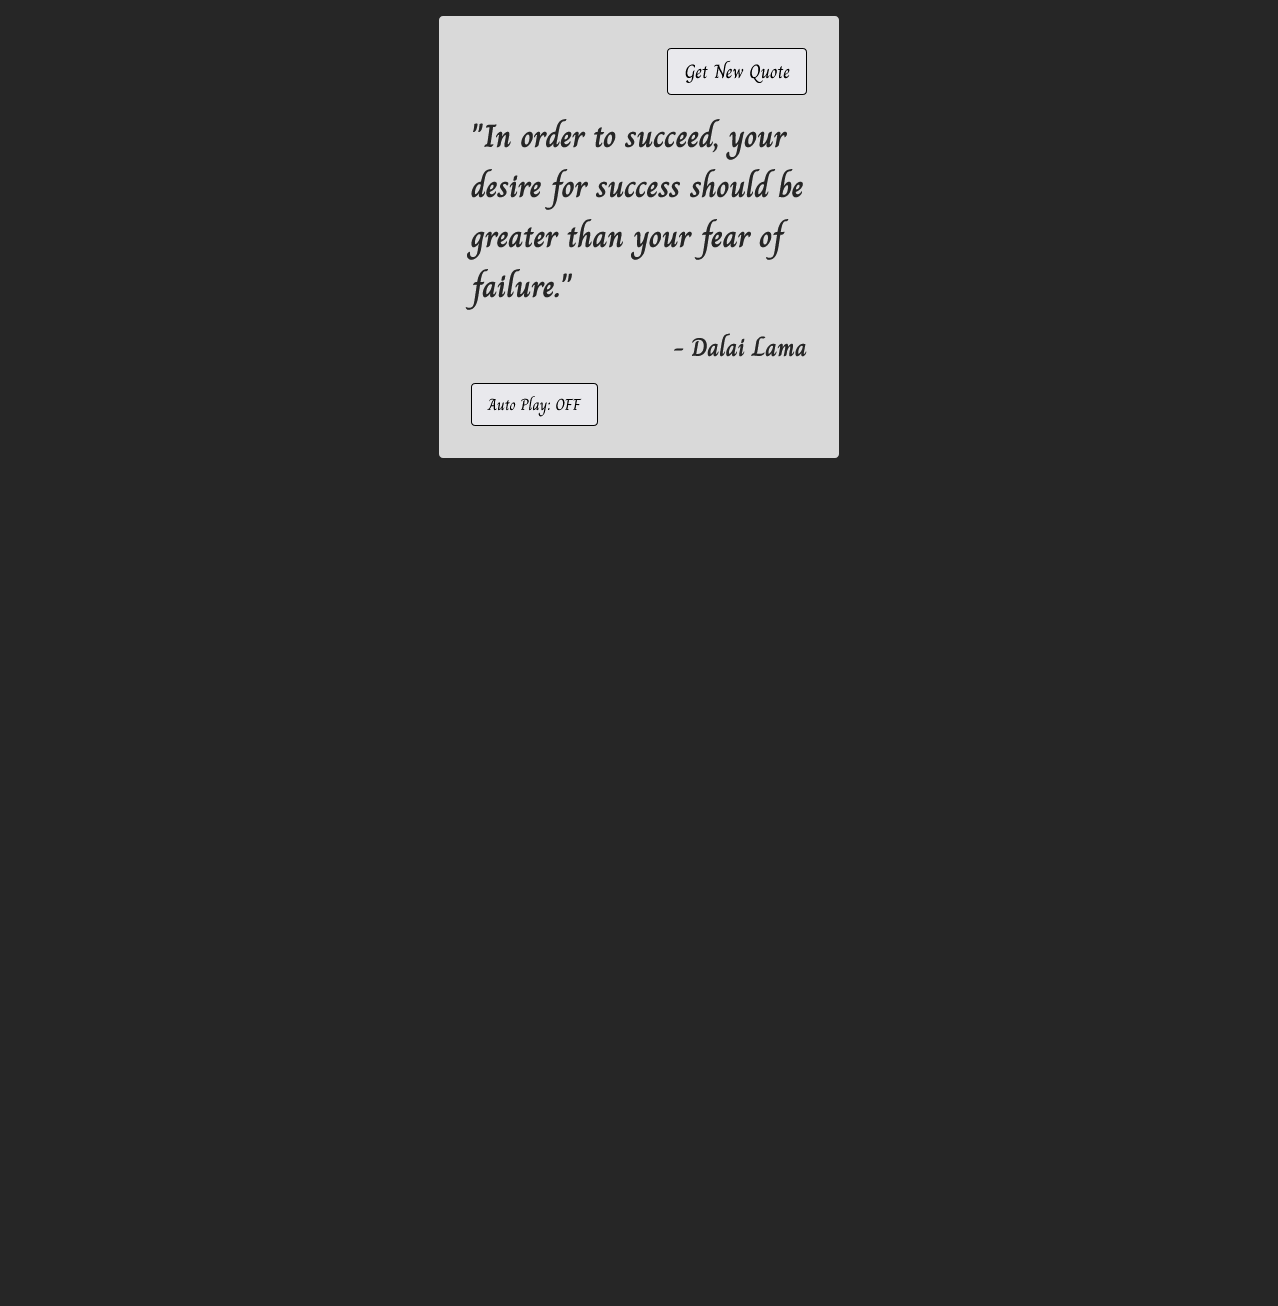 Get New Quote
"In order to succeed, your
desire for success should be
greater than your fear of
failure."
- Dalai Lama
Auto Play: OFF